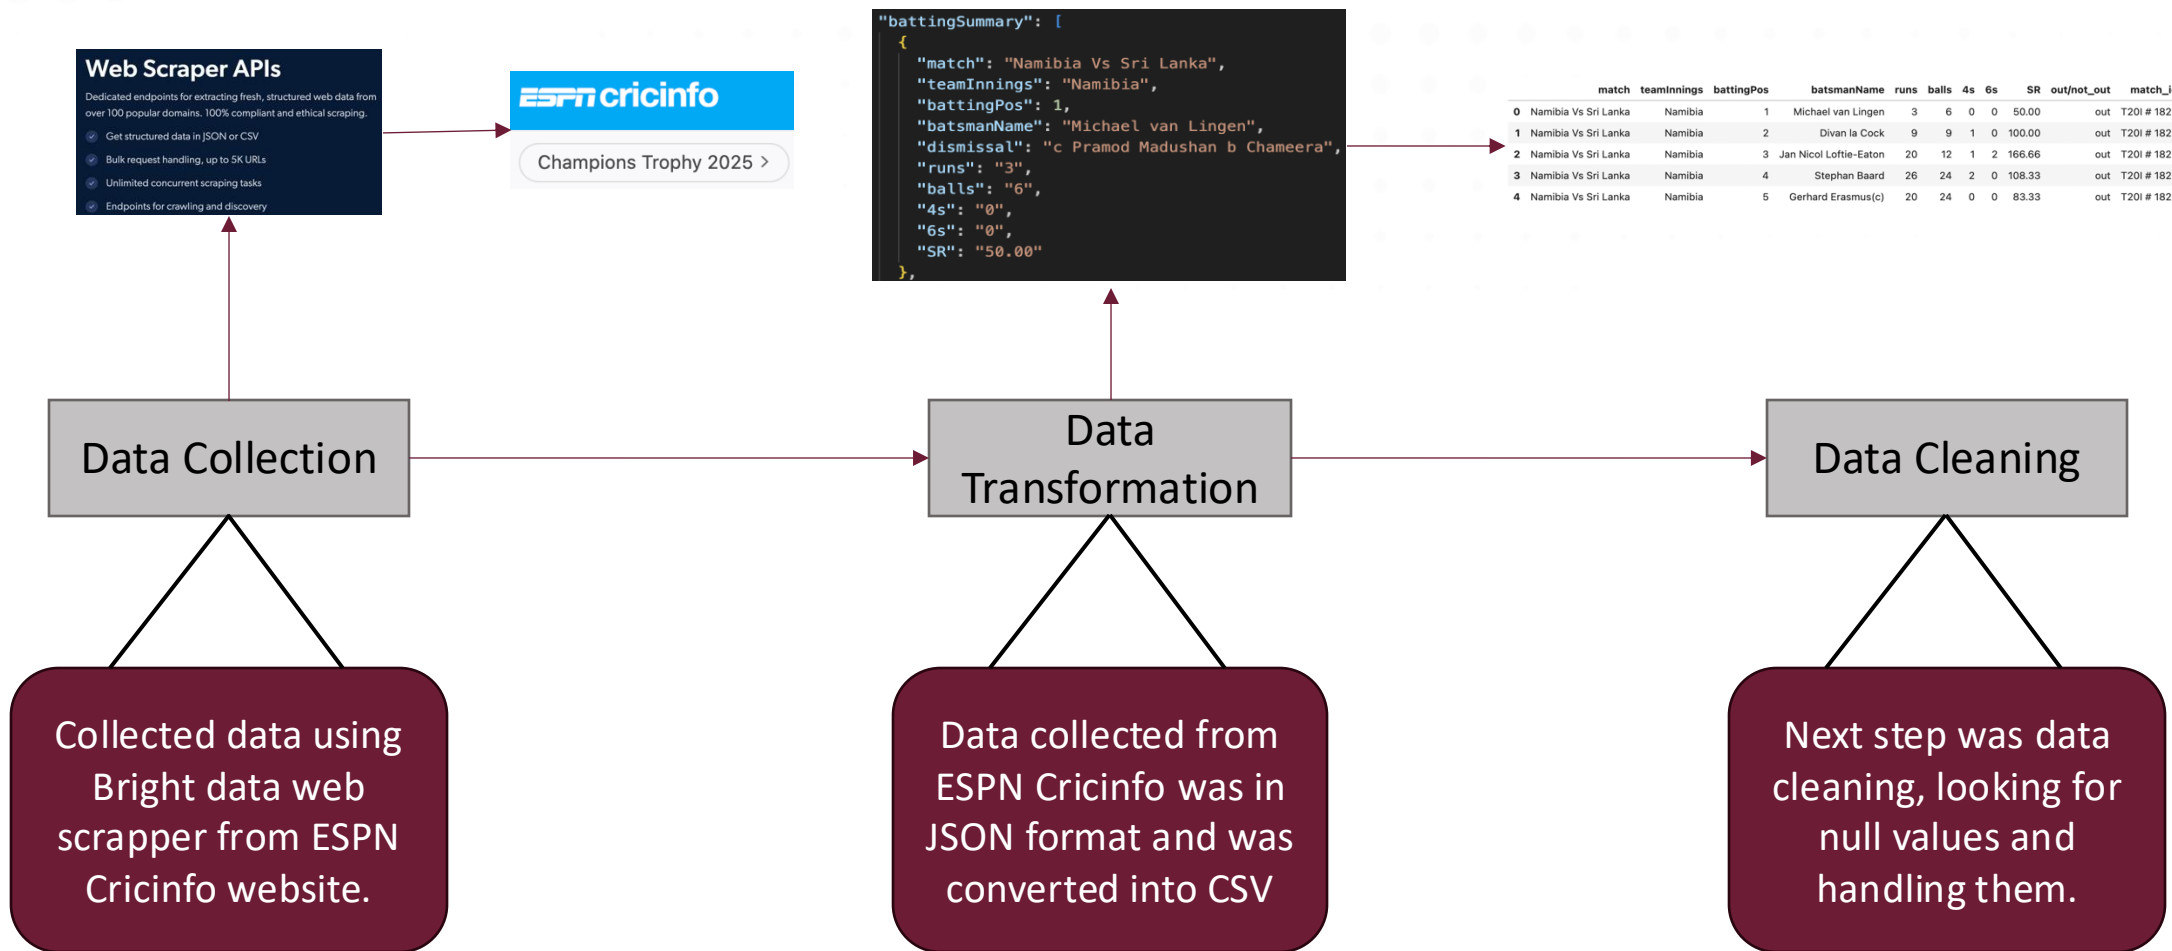 Web Scraper APIs
Dedicated endpoints for extracting fresh, structured web data from
over 100 popular domains. 100% compliant and ethical scraping.
Get structured data in JSON or CSV
Bulk request handling, up to 5K URLs
Unlimited concurrent scraping tasks
Endpoints for crawling and discovery
ESPN cricinfo
Champions Trophy 2025 >
"battingSummary": [
{
"match": "Namibia Vs Sri Lanka",
"teamInnings": "Namibia",
"battingPos": 1,
"batsmanName": "Michael van Lingen",
"dismissal": "c Pramod Madushan b Chameera",
"runs": "3",
"balls": "6",
"4s": "0",
"6s": "0",
"SR": "50.00"
},
match teamInnings battingPos batsmanName runs balls 4s 6s SR out/not_out match_i
0 Namibia Vs Sri Lanka Namibia 1 Michael van Lingen 3 6 0 0 50.00 out T20I # 182
1 Namibia Vs Sri Lanka Namibia 2 Divan la Cock 9 9 1 0 100.00 out T20I # 182
2 Namibia Vs Sri Lanka Namibia 3 Jan Nicol Loftie-Eaton 20 12 1 2 166.66 out T20I # 182
3 Namibia Vs Sri Lanka Namibia 4 Stephan Baard 26 24 2 0 108.33 out T20I # 182
4 Namibia Vs Sri Lanka Namibia 5 Gerhard Erasmus(c) 20 24 0 0 83.33 out T20I # 182
Data Collection
Data
Transformation
Data Cleaning
Collected data using
Bright data web
scrapper from ESPN
Cricinfo website.
Data collected from
ESPN Cricinfo was in
JSON format and was
converted into CSV
Next step was data
cleaning, looking for
null values and
handling them.